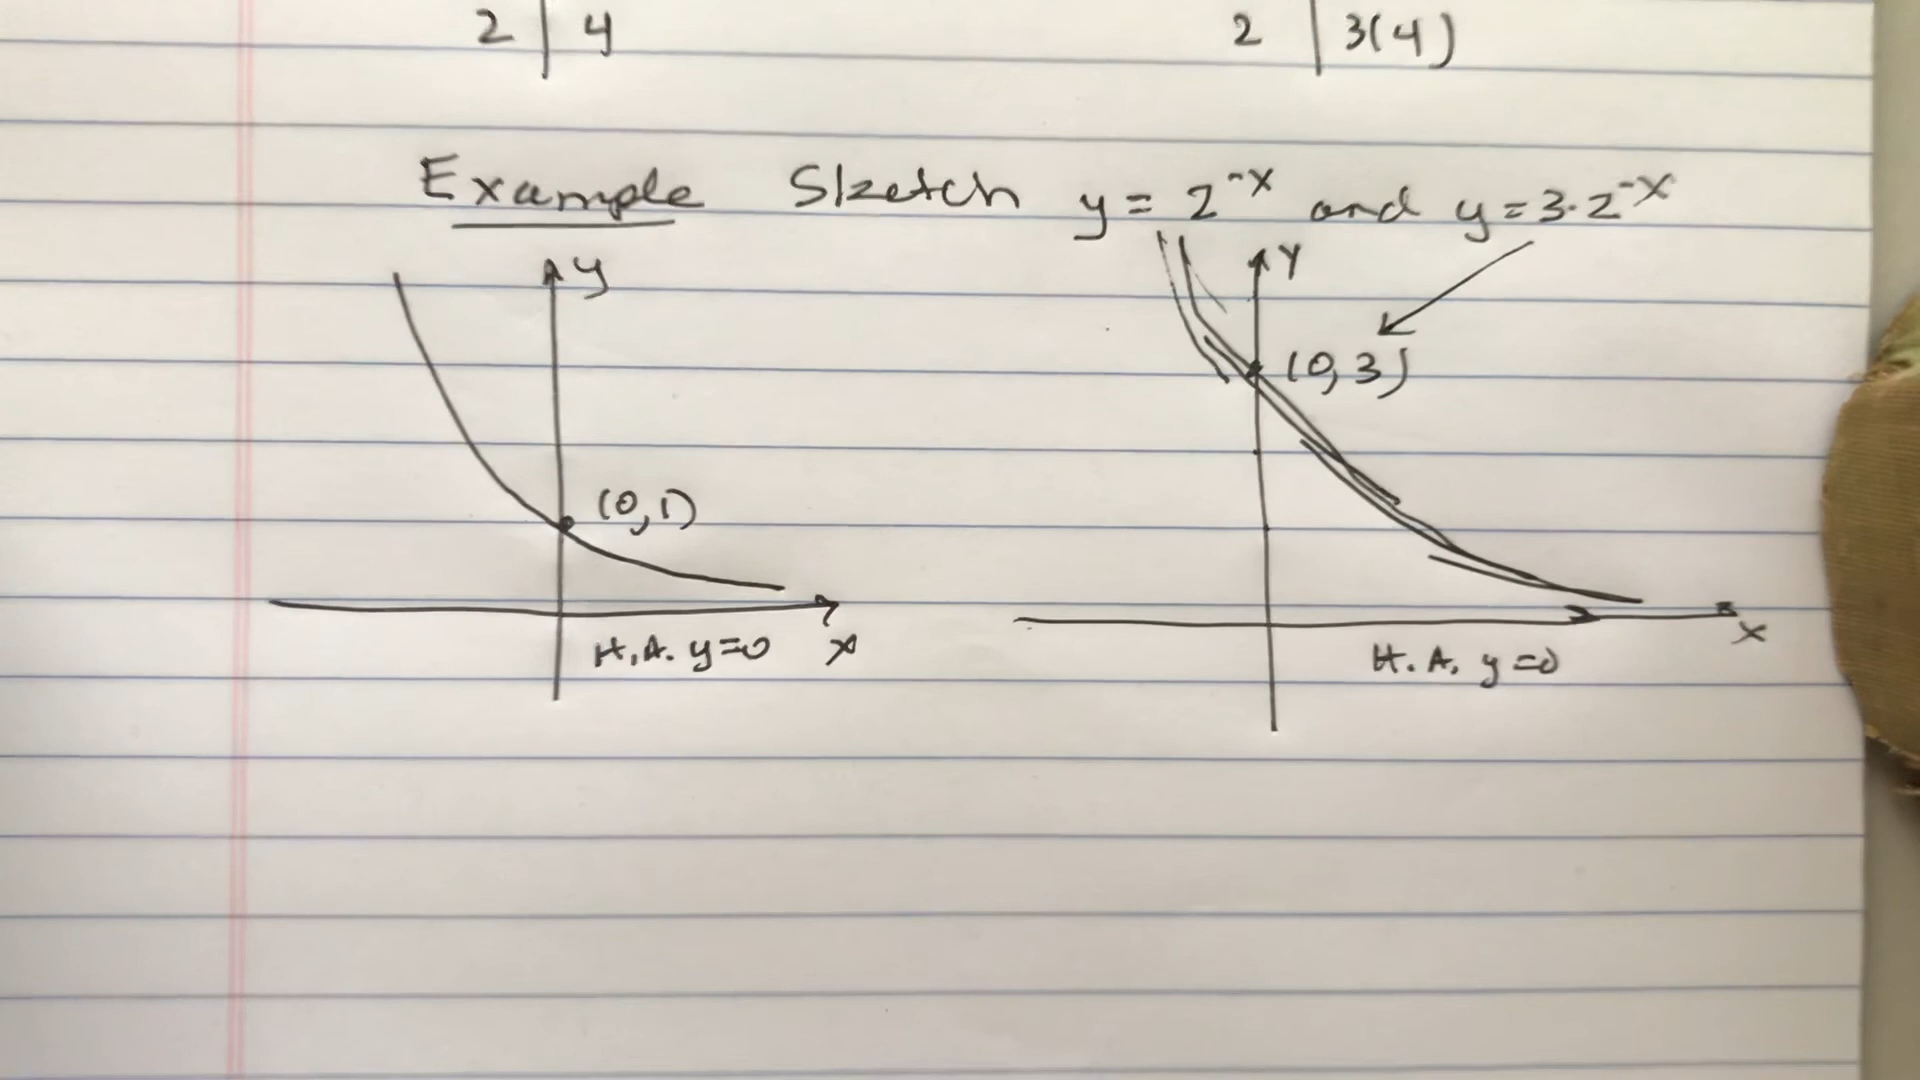 2 | 4 2 | 3(4)
Example Sketch y = 2^-x and y = 3·2^-x
y Y
(0,3)
(0,1)
H.A. y=0 x H.A. y=0 x